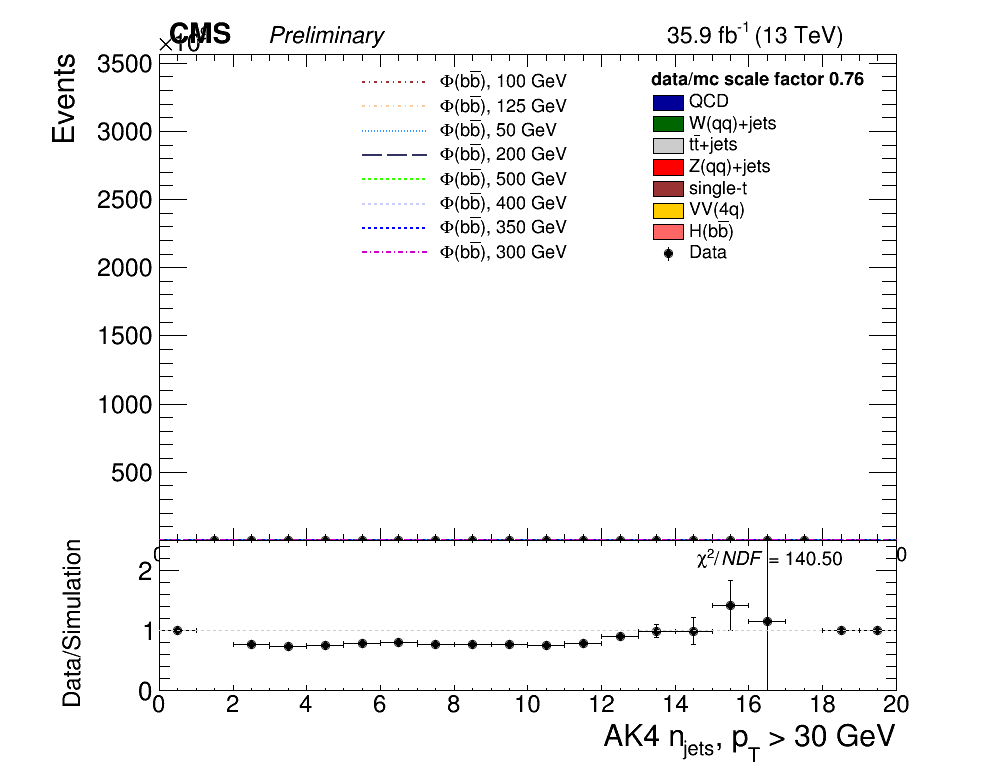 CMS Preliminary 35.9 fb⁻¹ (13 TeV)
Events
3500
3000
2500
2000
1500
1000
500
Φ(bb̅), 100 GeV
Φ(bb̅), 125 GeV
Φ(bb̅), 50 GeV
Φ(bb̅), 200 GeV
Φ(bb̅), 500 GeV
Φ(bb̅), 400 GeV
Φ(bb̅), 350 GeV
Φ(bb̅), 300 GeV
data/mc scale factor 0.76
QCD
W(qq)+jets
tt̅+jets
Z(qq)+jets
single-t
VV(4q)
H(bb̅)
Data
χ²/NDF = 140.50
Data/Simulation
2
1
0
0 2 4 6 8 10 12 14 16 18 20
AK4 n_jets, p_T > 30 GeV